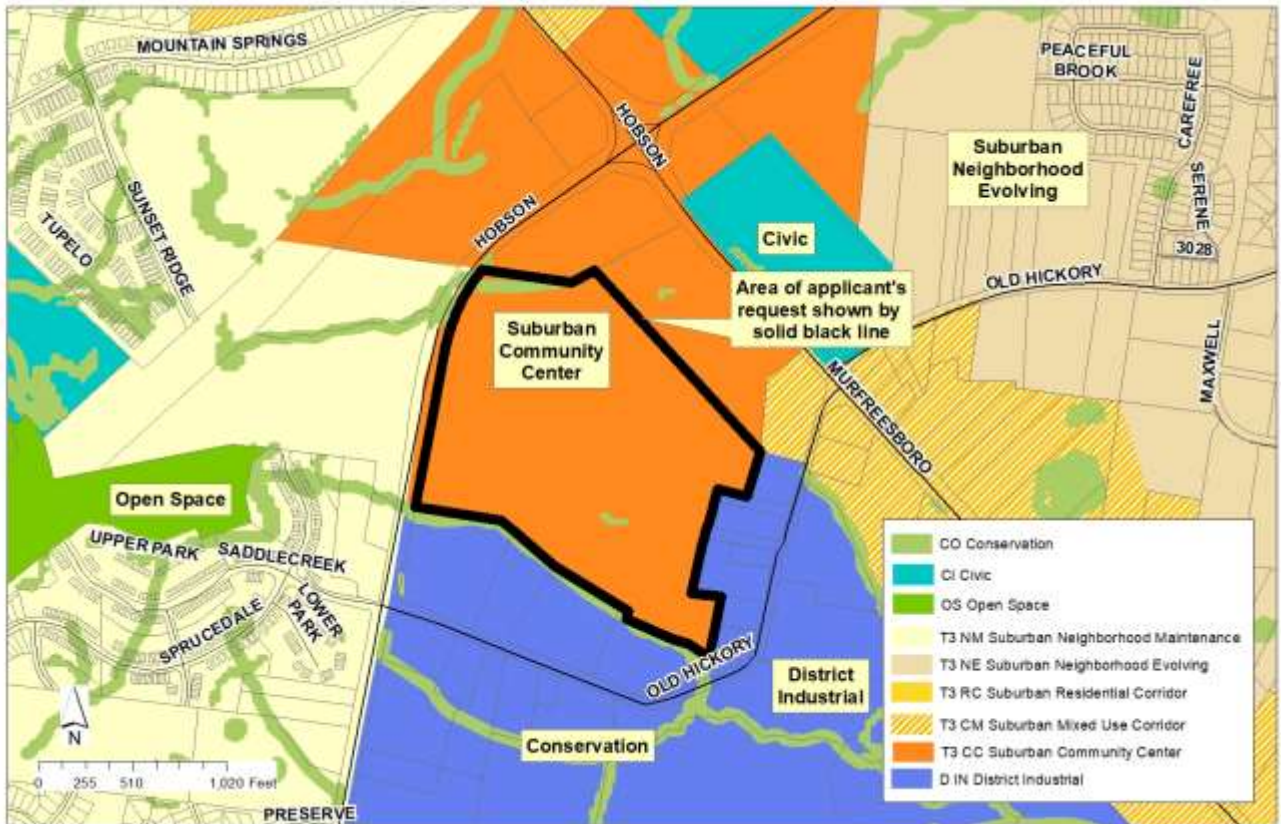 MOUNTAIN SPRINGS
PEACEFUL
BROOK
CAREFREE
HOBSON
Suburban
Neighborhood
Evolving
SERENE
SUNSET RIDGE
TUPELO
HOBSON
Civic
3028
OLD HICKORY
Area of applicant's
request shown by
solid black line
Suburban
Community
Center
MAXWELL
MURFREESBORO
Open Space
UPPER PARK
SADDLECREEK
LOWER
PARK
SPRUCEDALE
OLD HICKORY
District
Industrial
Conservation
N
0 255 510 1,020 Feet
PRESERVE
CO Conservation
CI Civic
OS Open Space
T3 NM Suburban Neighborhood Maintenance
T3 NE Suburban Neighborhood Evolving
T3 RC Suburban Residential Corridor
T3 CM Suburban Mixed Use Corridor
T3 CC Suburban Community Center
D IN District Industrial